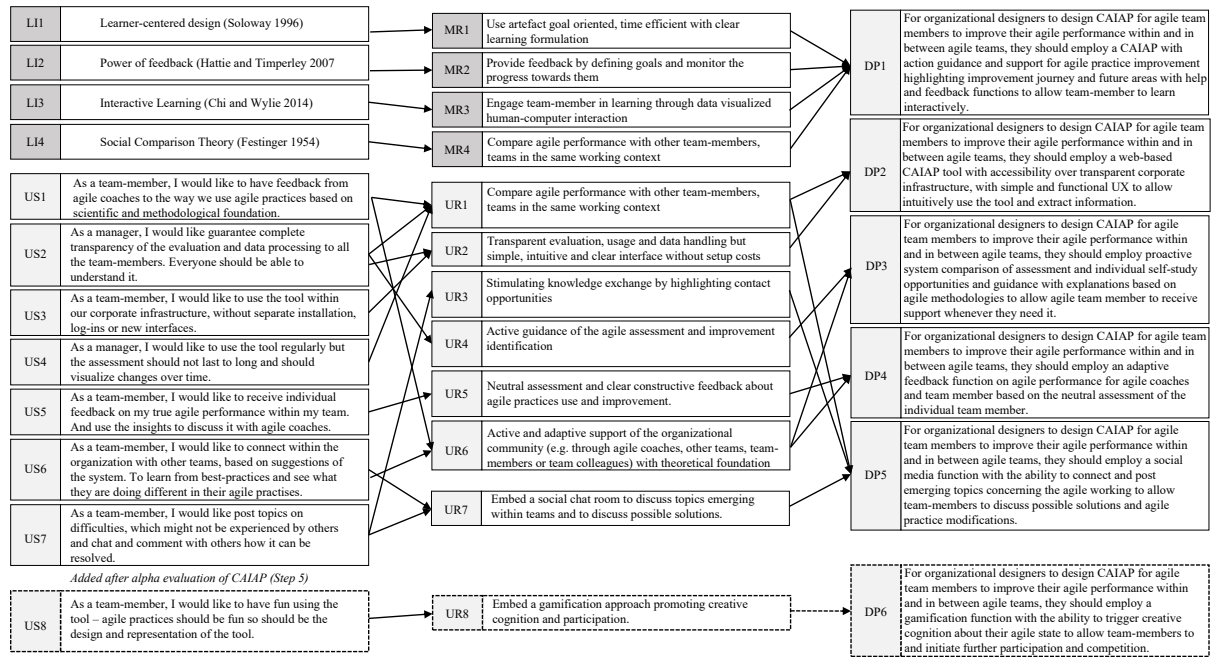 LI1
Learner-centered design (Soloway 1996)
LI2
Power of feedback (Hattie and Timperley 2007
LI3
Interactive Learning (Chi and Wylie 2014)
LI4
Social Comparison Theory (Festinger 1954)
US1
As a team-member, I would like to have feedback from
agile coaches to the way we use agile practices based on
scientific and methodological foundation.
US2
As a manager, I would like guarantee complete
transparency of the evaluation and data processing to all
the team-members. Everyone should be able to
understand it.
US3
As a team-member, I would like to use the tool within
our corporate infrastructure, without separate installation,
log-ins or new interfaces.
US4
As a manager, I would like to use the tool regularly but
the assessment should not last to long and should
visualize changes over time.
US5
As a team-member, I would like to receive individual
feedback on my true agile performance within my team.
And use the insights to discuss it with agile coaches.
US6
As a team-member, I would like to connect within the
organization with other teams, based on suggestions of
the system. To learn from best-practices and see what
they are doing different in their agile practises.
US7
As a team-member, I would like post topics on
difficulties, which might not be experienced by others
and chat and comment with others how it can be
resolved.
Added after alpha evaluation of CAIAP (Step 5)
US8
As a team-member, I would like to have fun using the
tool – agile practices should be fun so should be the
design and representation of the tool.
MR1
Use artefact goal oriented, time efficient with clear
learning formulation
MR2
Provide feedback by defining goals and monitor the
progress towards them
MR3
Engage team-member in learning through data visualized
human-computer interaction
MR4
Compare agile performance with other team-members,
teams in the same working context
UR1
Compare agile performance with other team-members,
teams in the same working context
UR2
Transparent evaluation, usage and data handling but
simple, intuitive and clear interface without setup costs
UR3
Stimulating knowledge exchange by highlighting contact
opportunities
UR4
Active guidance of the agile assessment and improvement
identification
UR5
Neutral assessment and clear constructive feedback about
agile practices use and improvement.
UR6
Active and adaptive support of the organizational
community (e.g. through agile coaches, other teams, team-
members or team colleagues) with theoretical foundation
UR7
Embed a social chat room to discuss topics emerging
within teams and to discuss possible solutions.
UR8
Embed a gamification approach promoting creative
cognition and participation.
DP1
For organizational designers to design CAIAP for agile team
members to improve their agile performance within and in
between agile teams, they should employ a CAIAP with
action guidance and support for agile practice improvement
highlighting improvement journey and future areas with help
and feedback functions to allow team-member to learn
interactively.
DP2
For organizational designers to design CAIAP for agile team
members to improve their agile performance within and in
between agile teams, they should employ a web-based
CAIAP tool with accessibility over transparent corporate
infrastructure, with simple and functional UX to allow
intuitively use the tool and extract information.
DP3
For organizational designers to design CAIAP for agile
team members to improve their agile performance within
and in between agile teams, they should employ proactive
system comparison of assessment and individual self-study
opportunities and guidance with explanations based on
agile methodologies to allow agile team member to receive
support whenever they need it.
DP4
For organizational designers to design CAIAP for agile team
members to improve their agile performance within and in
between agile teams, they should employ an adaptive
feedback function on agile performance for agile coaches
and team member based on the neutral assessment of the
individual team member.
DP5
For organizational designers to design CAIAP for agile
team members to improve their agile performance within
and in between agile teams, they should employ a social
media function with the ability to connect and post
emerging topics concerning the agile working to allow
team-members to discuss possible solutions and agile
practice modifications.
DP6
For organizational designers to design CAIAP for agile
team members to improve their agile performance within
and in between agile teams, they should employ a
gamification function with the ability to trigger creative
cognition about their agile state to allow team-members to
and initiate further participation and competition.